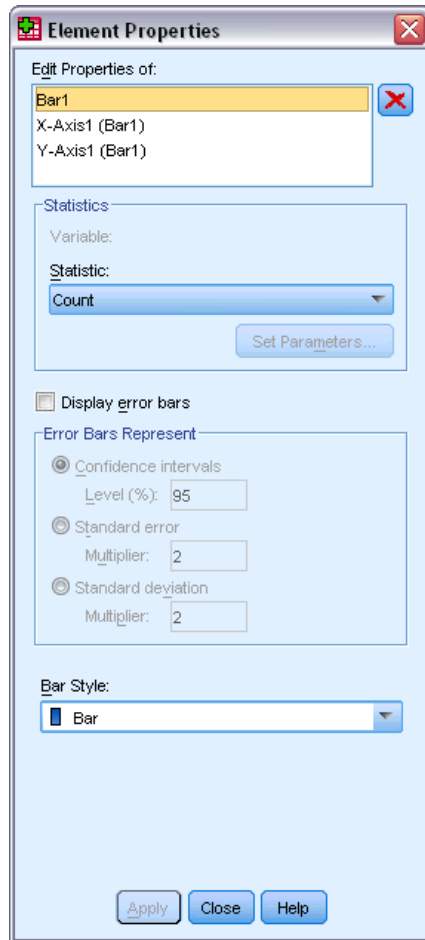 Element Properties
Edit Properties of:
Bar1
X-Axis1 (Bar1)
Y-Axis1 (Bar1)
Statistics
Variable:
Statistic:
Count
Set Parameters...
Display error bars
Error Bars Represent
Confidence intervals
Level (%): 95
Standard error
Multiplier: 2
Standard deviation
Multiplier: 2
Bar Style:
Bar
Apply Close Help